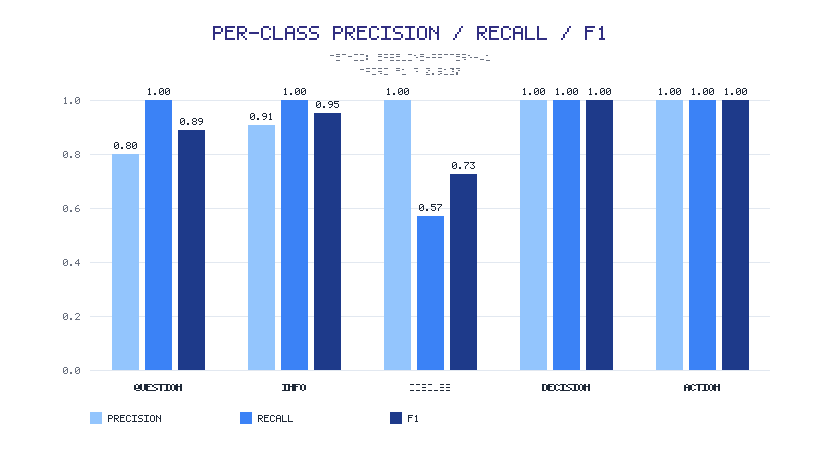 PER-CLASS PRECISION / RECALL / F1
1.00 1.00 1.00 1.00 1.00 1.00 1.00 1.00 1.00
0.80 0.89 0.91 0.95 0.57 0.73
1.0
0.8
0.6
0.4
0.2
0.0
QUESTION INFO DECISION ACTION
PRECISION RECALL F1